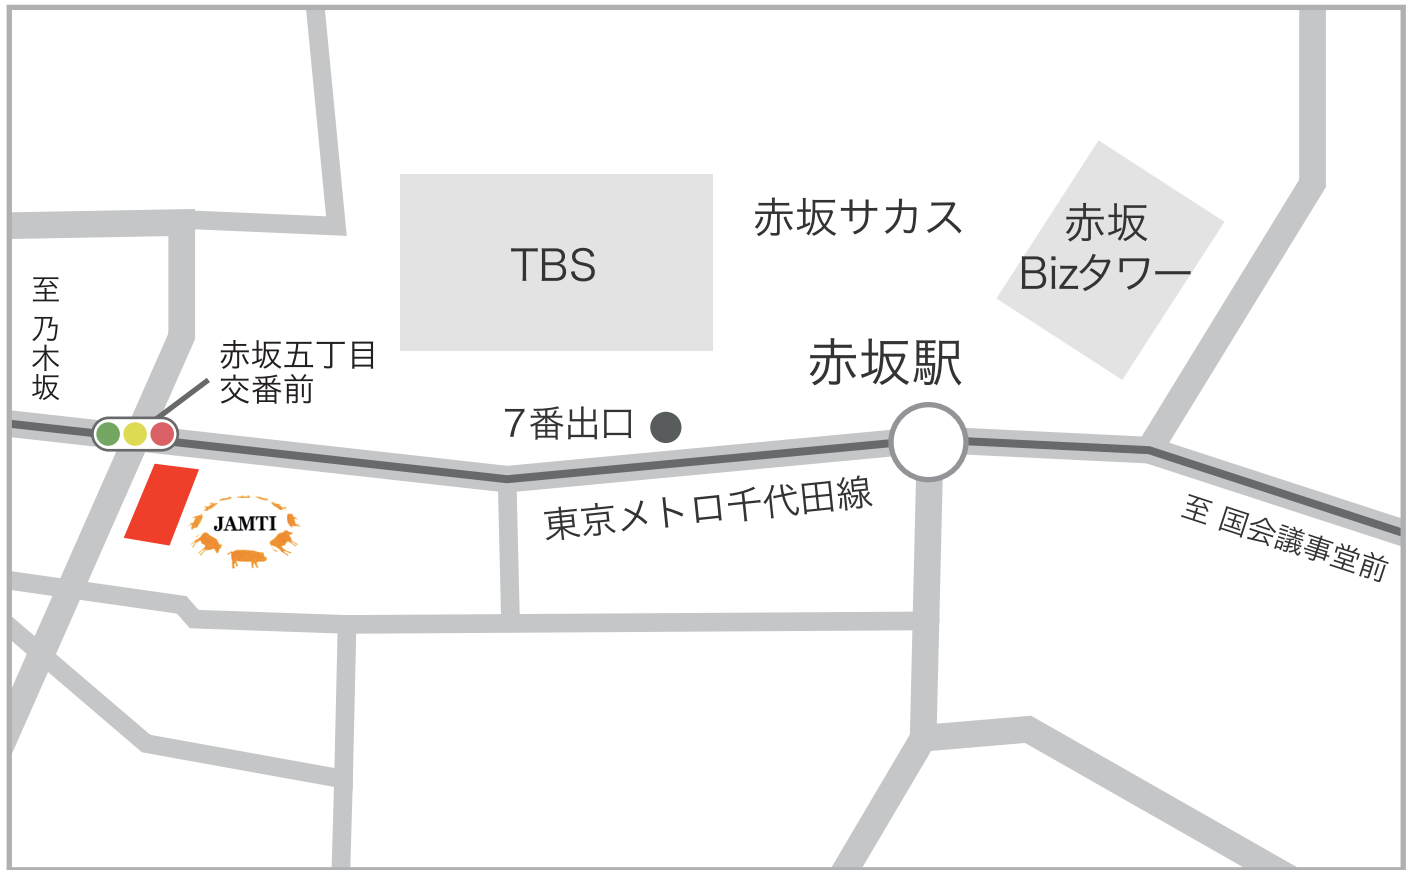 赤坂サカス
赤坂
Bizタワー
TBS
至 乃木坂
赤坂五丁目
交番前
赤坂駅
7番出口
東京メトロ千代田線
至 国会議事堂前
JAMTI